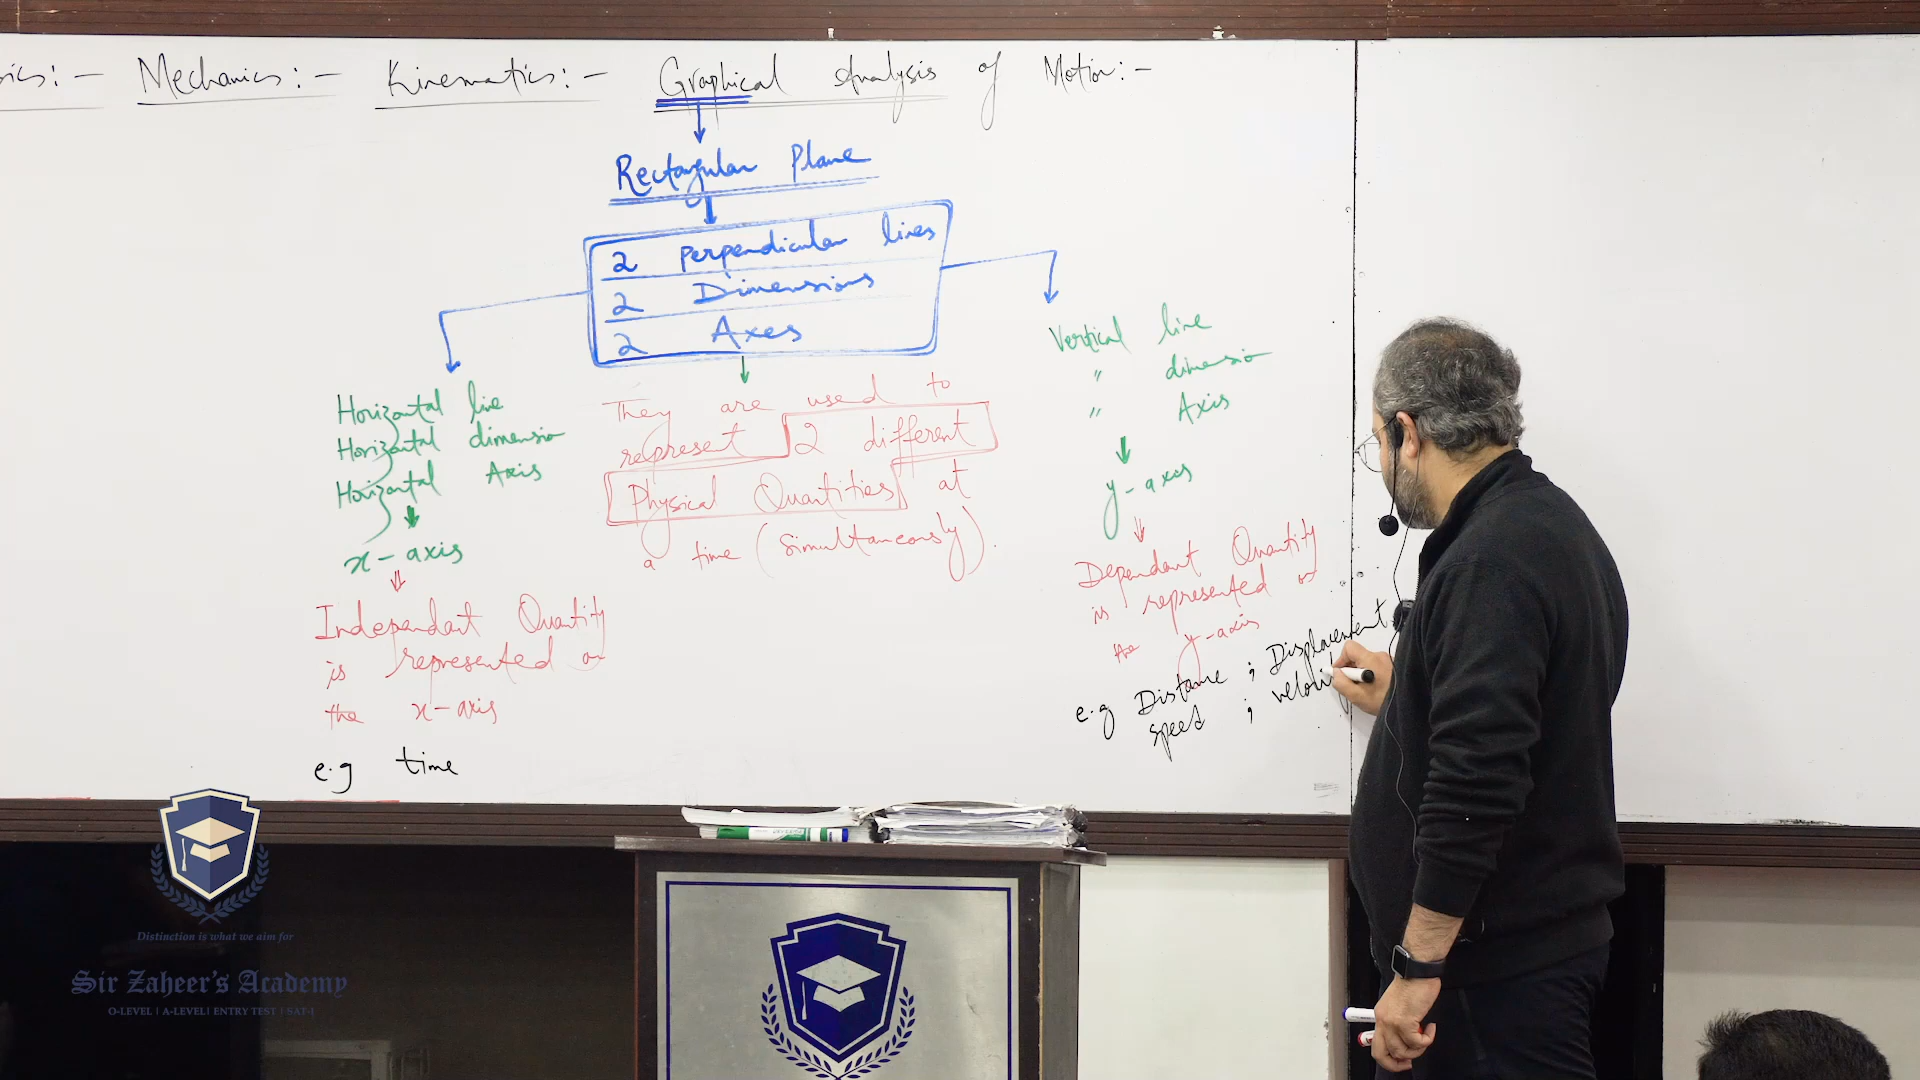 sics:- Mechanics:- Kinematics:- Graphical Analysis of Motion:-
Rectangular Plane
2 Perpendicular lines
2 Dimensions
2 Axes
Horizontal line
Horizontal dimension
Horizontal Axis
x-axis
Independant Quantity
is represented on
the x-axis
e.g time
They are used to
represent 2 different
Physical Quantities at
a time (Simultaneously).
Vertical line
" dimension
" Axis
y-axis
Dependant Quantity
is represented on
the y-axis
e.g Distance ; Displacement
speed ; velocity
Distinction is what we aim for
Sir Zaheer's Academy
O-LEVEL | A-LEVEL | ENTRY TEST | SAT-I